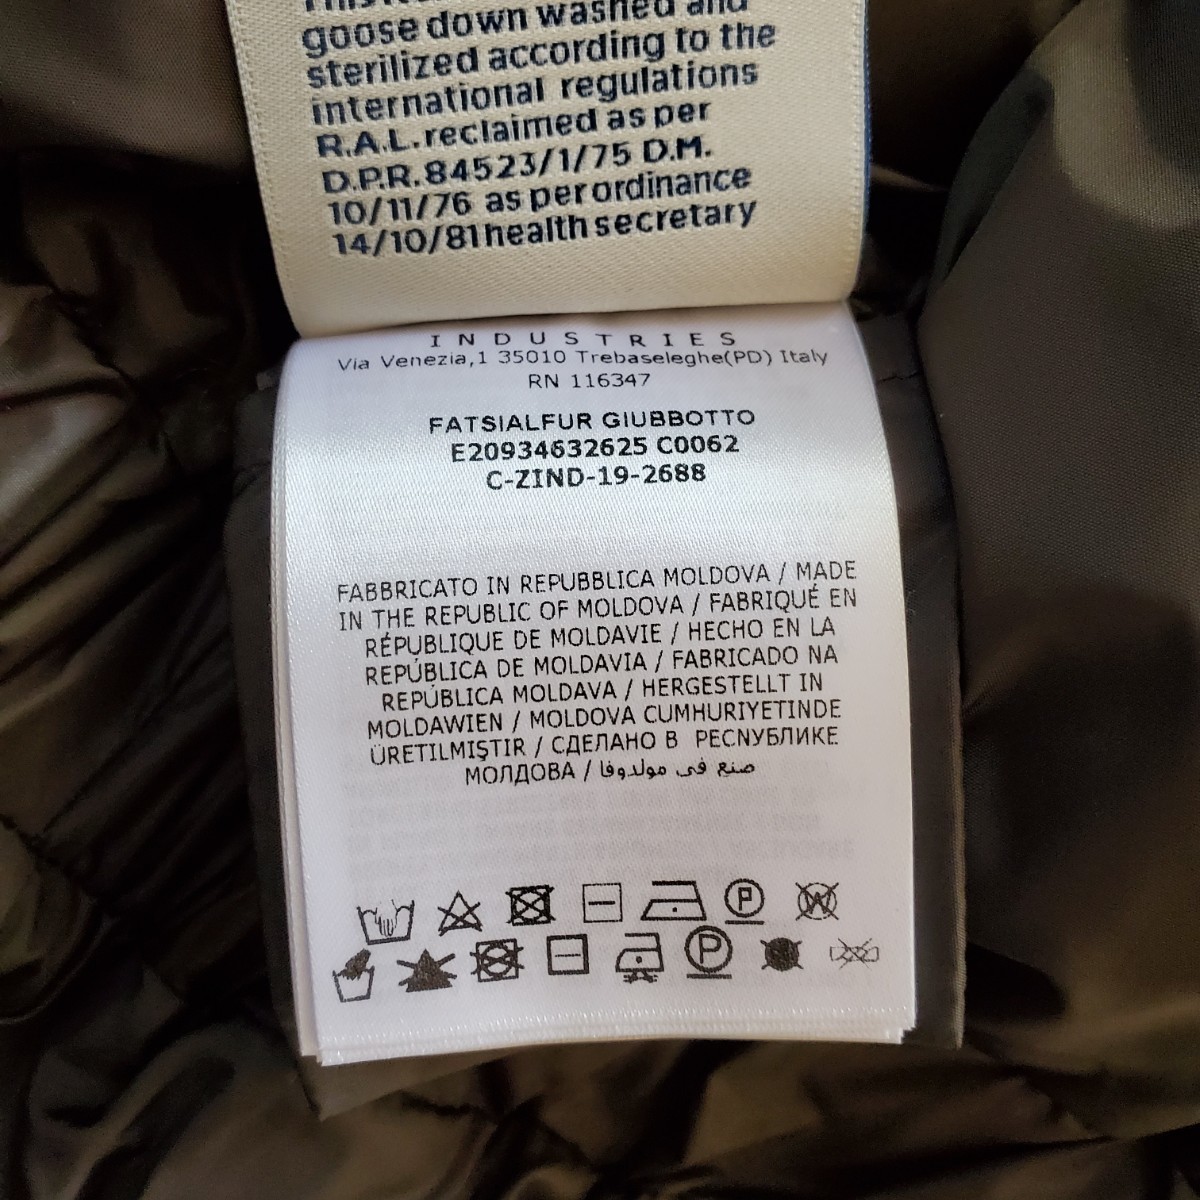 goose down washed and
sterilized according to the
international regulations
R.A.L. reclaimed as per
D.P.R. 84523/1/75 D.M.
10/11/76 as per ordinance
14/10/81 health secretary
INDUSTRIES
Via Venezia,1 35010 Trebaseleghe(PD) Italy
RN 116347
FATSIALFUR GIUBBOTTO
E20934632625 C0062
C-ZIND-19-2688
FABBRICATO IN REPUBBLICA MOLDOVA / MADE
IN THE REPUBLIC OF MOLDOVA / FABRIQUÉ EN
RÉPUBLIQUE DE MOLDAVIE / HECHO EN LA
REPÚBLICA DE MOLDAVIA / FABRICADO NA
REPÚBLICA MOLDAVA / HERGESTELLT IN
MOLDAWIEN / MOLDOVA CUMHURIYETINDE
ÜRETILMIŞTIR / СДЕЛАНО В РЕСПУБЛИКЕ
МОЛДОВА / صنع في مولدوفا
P W
P